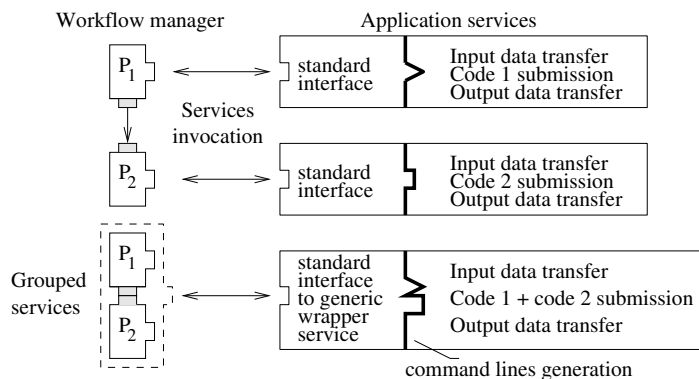 Workflow manager
Application services
P1
standard
interface
Input data transfer
Code 1 submission
Output data transfer
Services
invocation
P2
standard
interface
Input data transfer
Code 2 submission
Output data transfer
Grouped
services
P1
P2
standard
interface
to generic
wrapper
service
Input data transfer
Code 1 + code 2 submission
Output data transfer
command lines generation